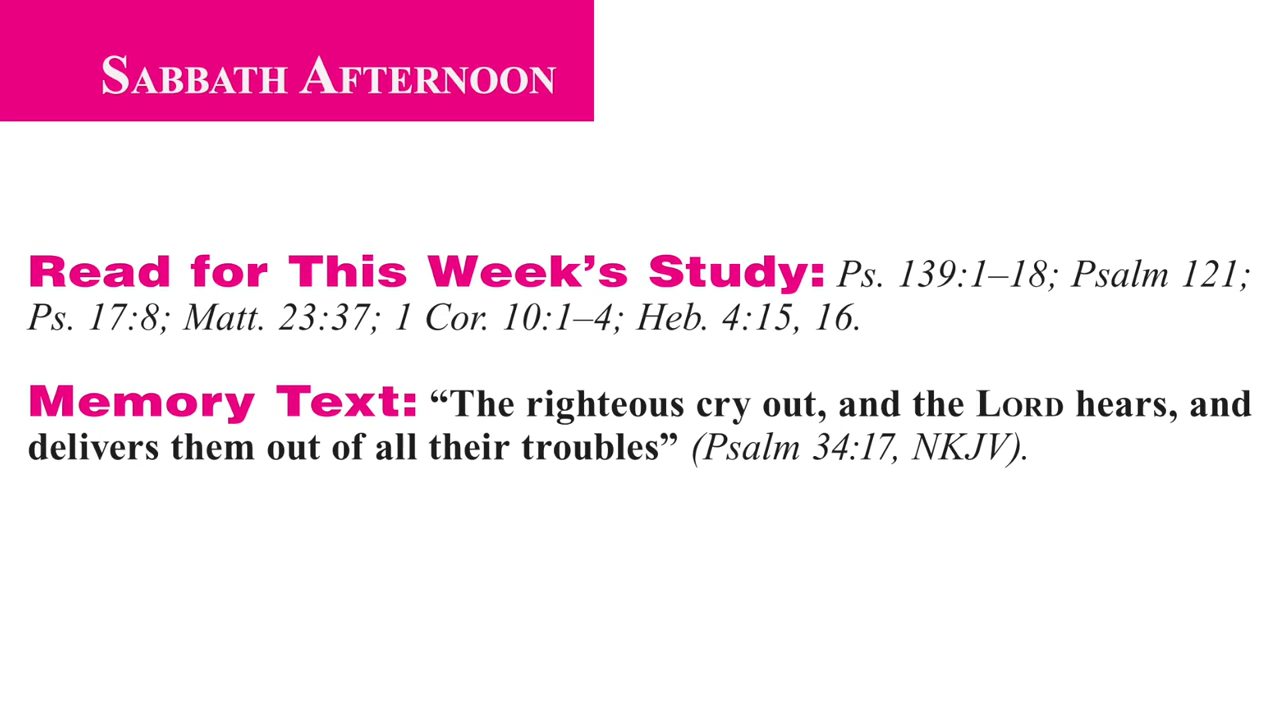 SABBATH AFTERNOON
Read for This Week’s Study: Ps. 139:1–18; Psalm 121;
Ps. 17:8; Matt. 23:37; 1 Cor. 10:1–4; Heb. 4:15, 16.
Memory Text: “The righteous cry out, and the LORD hears, and
delivers them out of all their troubles” (Psalm 34:17, NKJV).